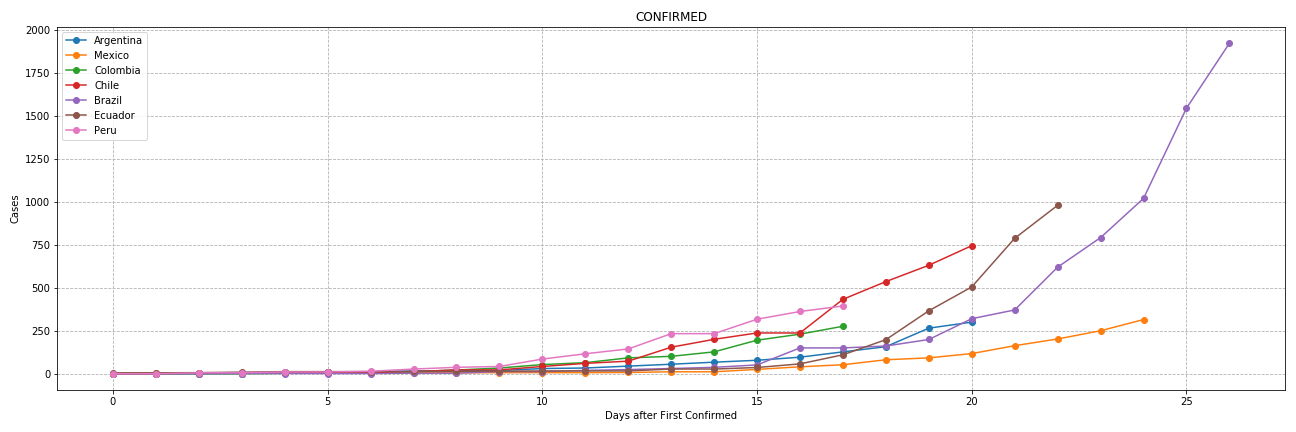 CONFIRMED
2000
1750
1500
1250
1000
750
500
250
0
Cases
Argentina
Mexico
Colombia
Chile
Brazil
Ecuador
Peru
0 5 10 15 20 25
Days after First Confirmed